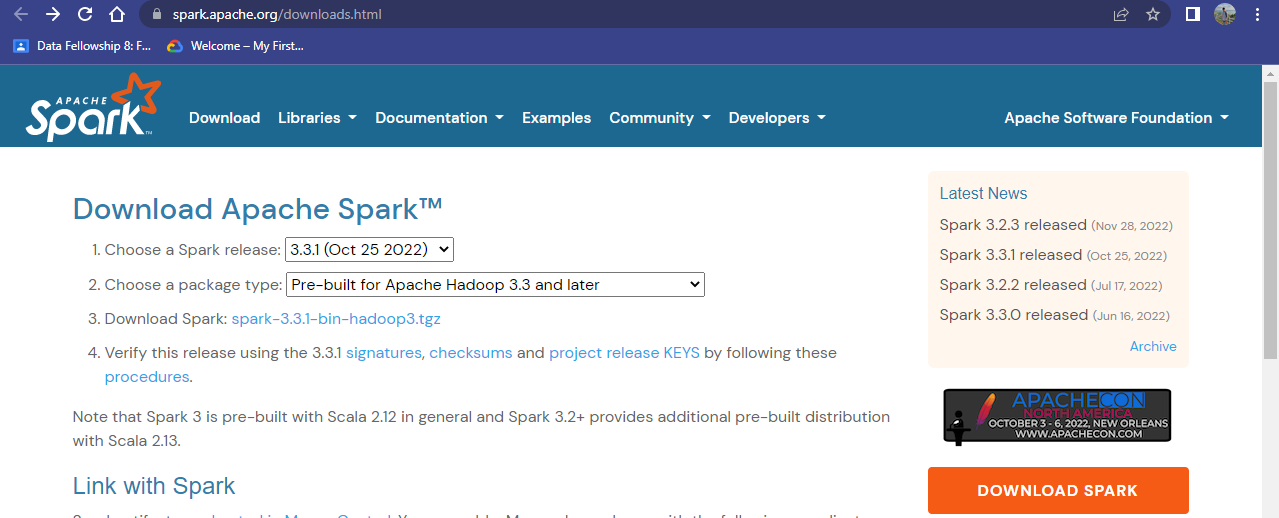 spark.apache.org/downloads.html
Data Fellowship 8: F...
Welcome – My First...
APACHE
Spark™
Download
Libraries
Documentation
Examples
Community
Developers
Apache Software Foundation
Download Apache Spark™
1. Choose a Spark release: 3.3.1 (Oct 25 2022)
2. Choose a package type: Pre-built for Apache Hadoop 3.3 and later
3. Download Spark: spark-3.3.1-bin-hadoop3.tgz
4. Verify this release using the 3.3.1 signatures, checksums and project release KEYS by following these
procedures.
Note that Spark 3 is pre-built with Scala 2.12 in general and Spark 3.2+ provides additional pre-built distribution
with Scala 2.13.
Link with Spark
Latest News
Spark 3.2.3 released (Nov 28, 2022)
Spark 3.3.1 released (Oct 25, 2022)
Spark 3.2.2 released (Jul 17, 2022)
Spark 3.3.0 released (Jun 16, 2022)
Archive
APACHECON
NORTH AMERICA
OCTOBER 3 - 6, 2022, NEW ORLEANS
WWW.APACHECON.COM
DOWNLOAD SPARK